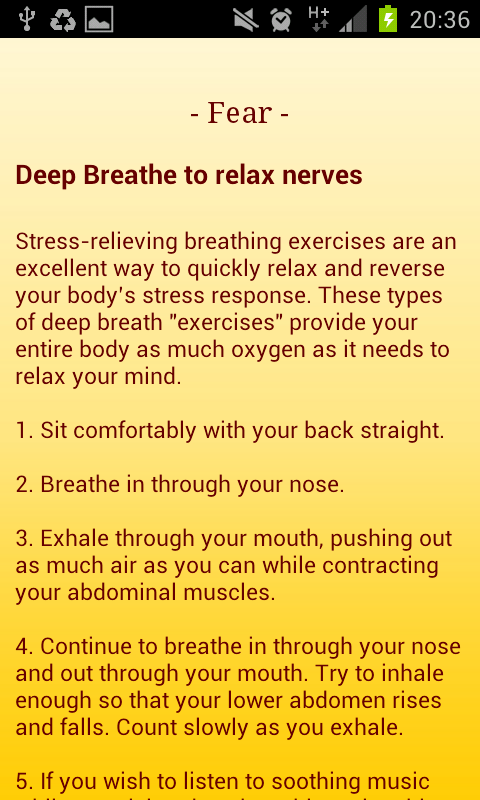 H+
20:36
- Fear -
Deep Breathe to relax nerves
Stress-relieving breathing exercises are an
excellent way to quickly relax and reverse
your body's stress response. These types
of deep breath "exercises" provide your
entire body as much oxygen as it needs to
relax your mind.
1. Sit comfortably with your back straight.
2. Breathe in through your nose.
3. Exhale through your mouth, pushing out
as much air as you can while contracting
your abdominal muscles.
4. Continue to breathe in through your nose
and out through your mouth. Try to inhale
enough so that your lower abdomen rises
and falls. Count slowly as you exhale.
5. If you wish to listen to soothing music